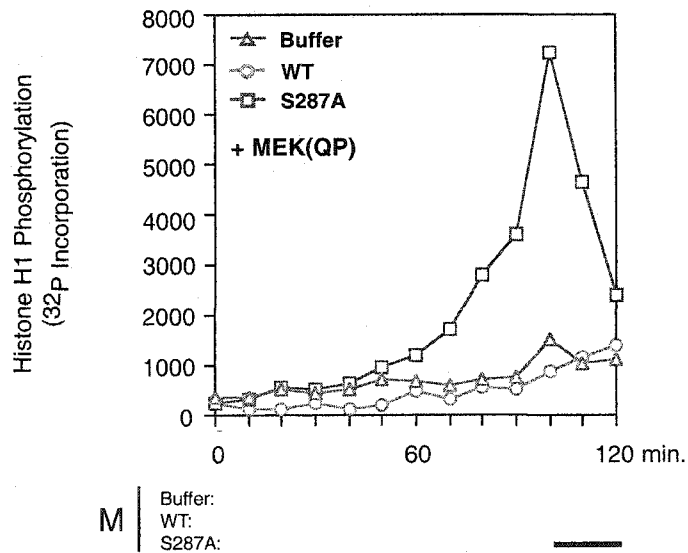 8000
7000
6000
5000
4000
3000
2000
1000
0
Histone H1 Phosphorylation
(32P Incorporation)
Buffer
WT
S287A
+ MEK(QP)
0
60
120 min.
M
Buffer:
WT:
S287A: